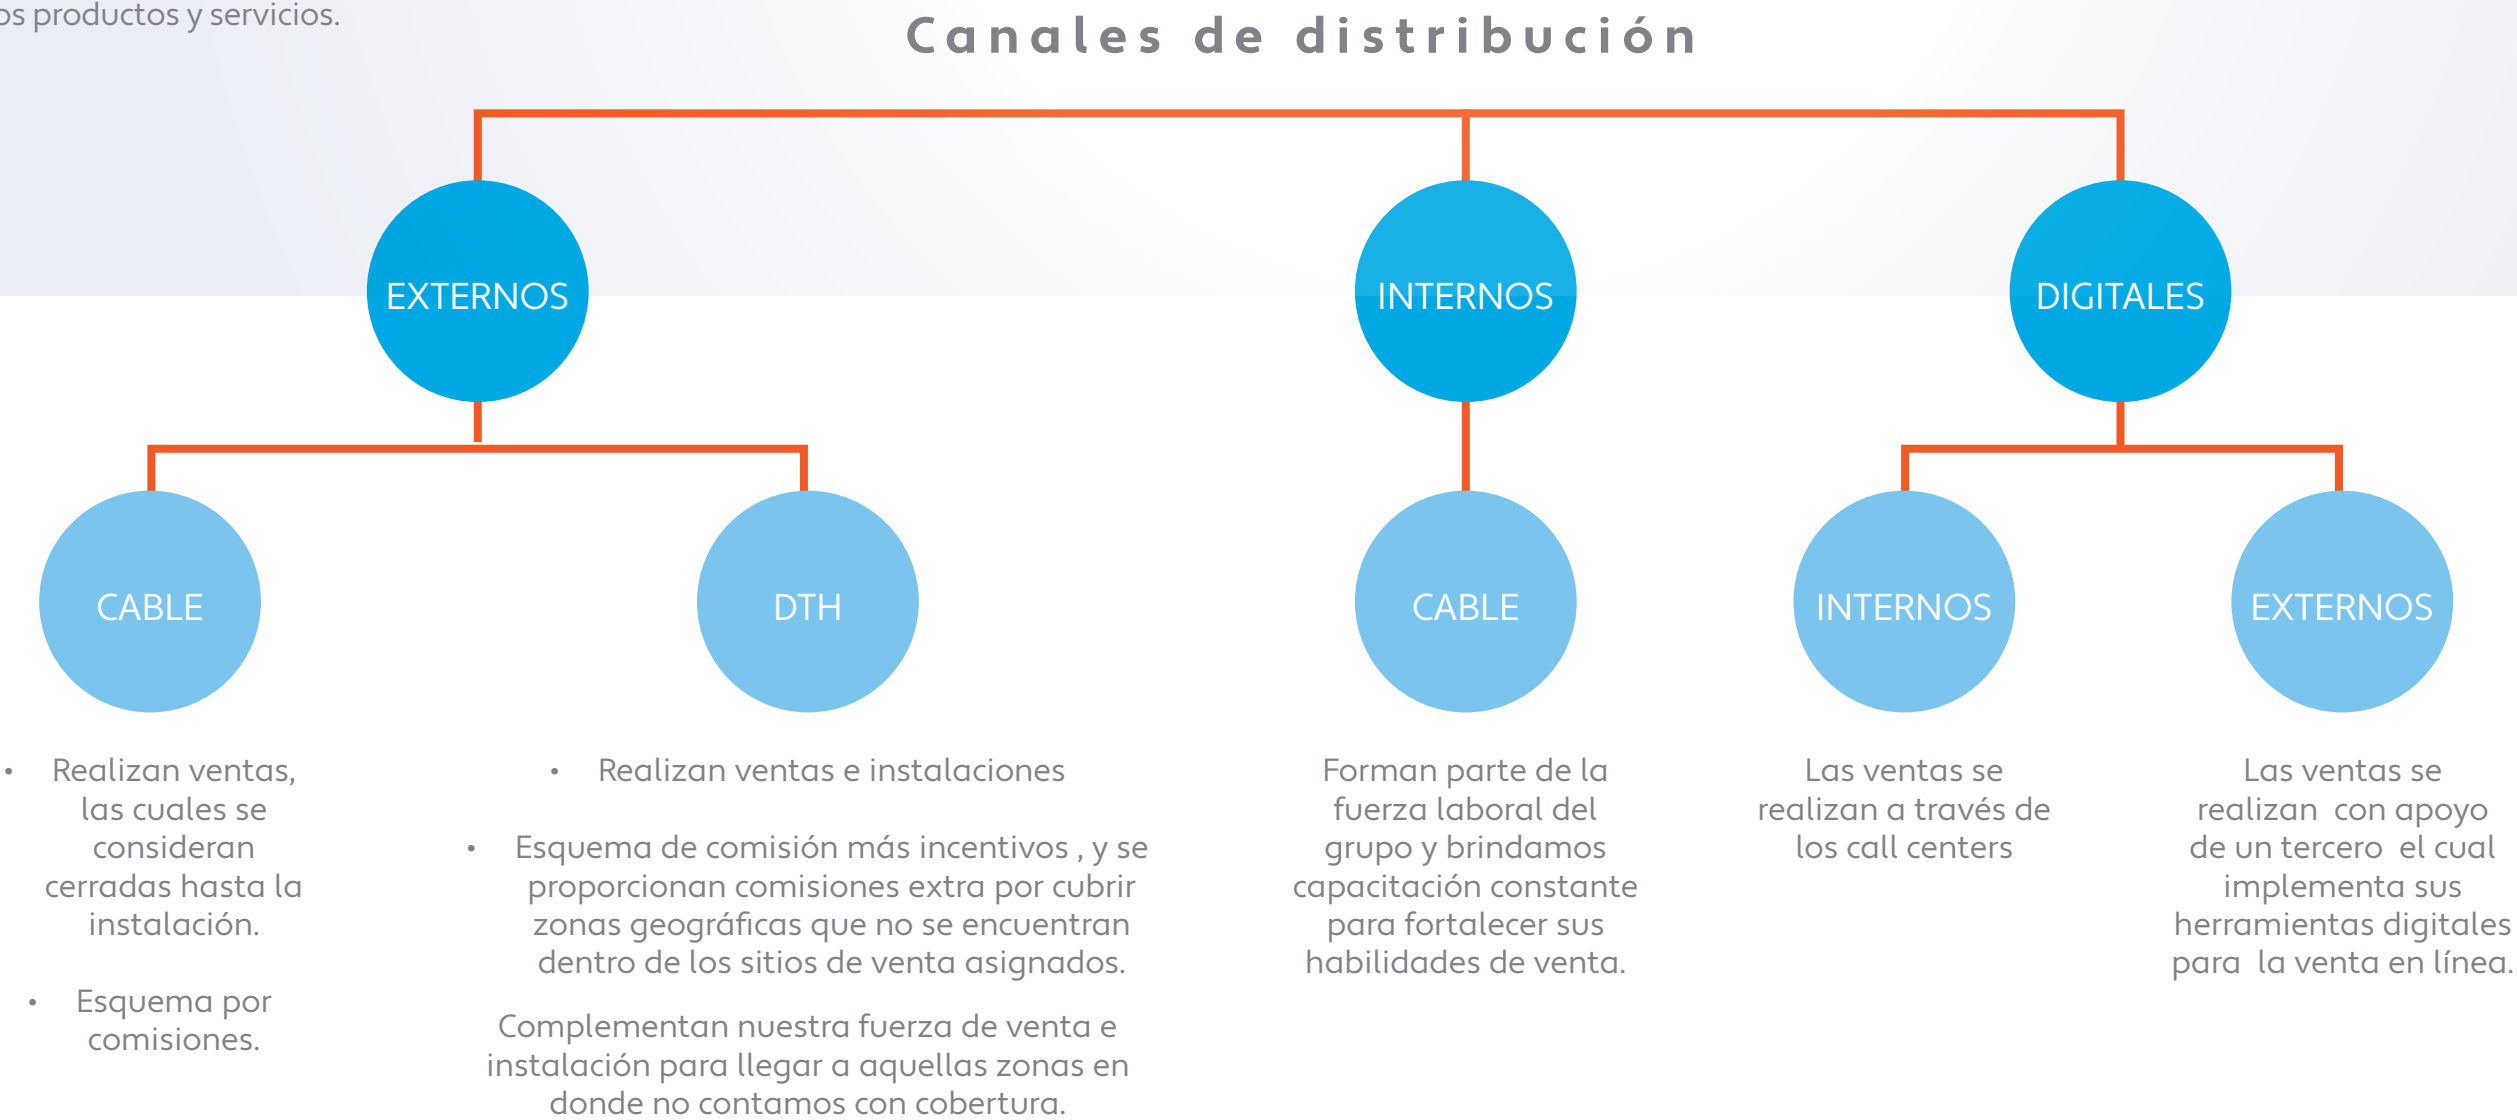 productos y servicios.
Canales de distribución
EXTERNOS
INTERNOS
DIGITALES
CABLE
DTH
CABLE
INTERNOS
EXTERNOS
• Realizan ventas,
las cuales se
consideran
cerradas hasta la
instalación.
• Esquema por
comisiones.
• Realizan ventas e instalaciones
• Esquema de comisión más incentivos , y se
proporcionan comisiones extra por cubrir
zonas geográficas que no se encuentran
dentro de los sitios de venta asignados.
Complementan nuestra fuerza de venta e
instalación para llegar a aquellas zonas en
donde no contamos con cobertura.
Forman parte de la
fuerza laboral del
grupo y brindamos
capacitación constante
para fortalecer sus
habilidades de venta.
Las ventas se
realizan a través de
los call centers
Las ventas se
realizan con apoyo
de un tercero el cual
implementa sus
herramientas digitales
para la venta en línea.